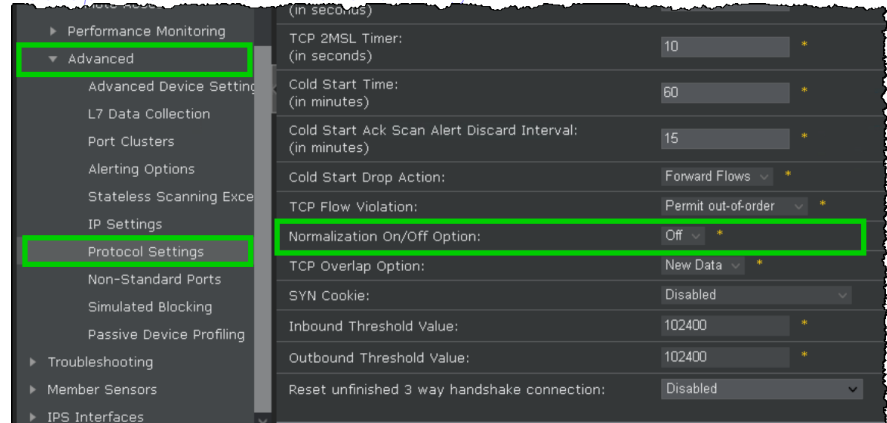 (in seconds)
Performance Monitoring
Advanced
Advanced Device Setting
L7 Data Collection
Port Clusters
Alerting Options
Stateless Scanning Exce
IP Settings
Protocol Settings
Non-Standard Ports
Simulated Blocking
Passive Device Profiling
Troubleshooting
Member Sensors
IPS Interfaces
TCP 2MSL Timer:
(in seconds)
10 *
Cold Start Time:
(in minutes)
60 *
Cold Start Ack Scan Alert Discard Interval:
(in minutes)
15 *
Cold Start Drop Action: Forward Flows *
TCP Flow Violation: Permit out-of-order *
Normalization On/Off Option: Off *
TCP Overlap Option: New Data *
SYN Cookie: Disabled
Inbound Threshold Value: 102400 *
Outbound Threshold Value: 102400 *
Reset unfinished 3 way handshake connection: Disabled